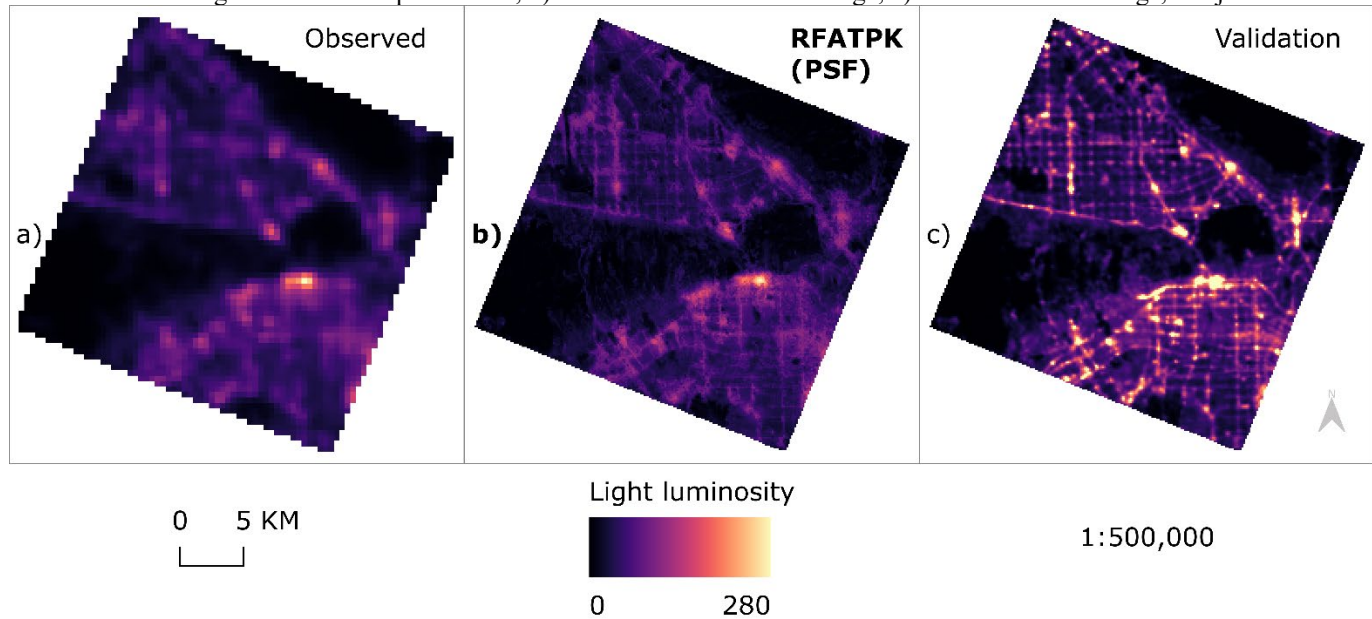 Observed
RFATPK
(PSF)
Validation
a)
b)
c)
N
Light luminosity
0 5 KM
1:500,000
0 280